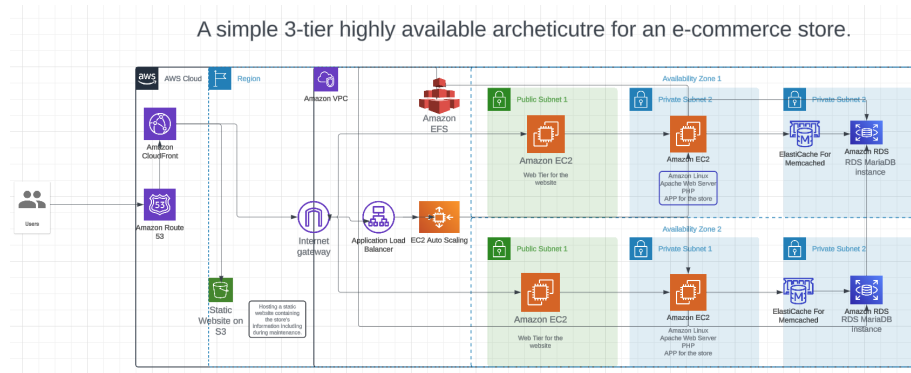 A simple 3-tier highly available archeticutre for an e-commerce store.
aws
AWS Cloud
Region
Amazon VPC
Amazon
EFS
Availability Zone 1
Public Subnet 1
Private Subnet 2
Private Subnet 2
Amazon
CloudFront
Amazon EC2
Web Tier for the
website
Amazon EC2
Amazon Linux
Apache Web Server
PHP
APP for the store
ElastiCache For
Memcached
Amazon RDS
RDS MariaDB
Instance
Users
53
Amazon Route
53
Internet
gateway
Application Load
Balancer
EC2 Auto Scaling
Availability Zone 2
Public Subnet 1
Private Subnet 1
Private Subnet 2
Static
Website on
S3
Hosting a static
website containing
the store's
information including
during maintenance.
Amazon EC2
Web Tier for the
website
Amazon EC2
Amazon Linux
Apache Web Server
PHP
APP for the store
ElastiCache For
Memcached
Amazon RDS
RDS MariaDB
Instance